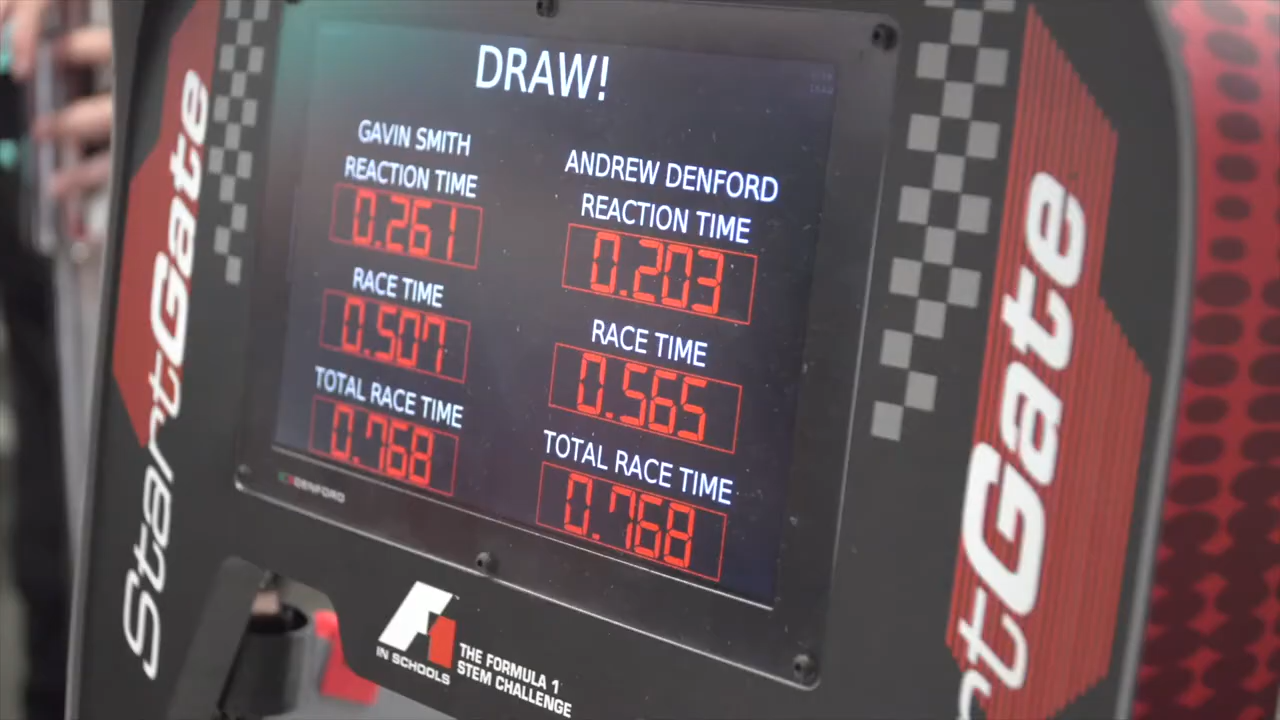 DRAW!
GAVIN SMITH
REACTION TIME
0.261
RACE TIME
0.507
TOTAL RACE TIME
0.768
ANDREW DENFORD
REACTION TIME
0.203
RACE TIME
0.565
TOTAL RACE TIME
0.768
DENFORD
F1
IN SCHOOLS
THE FORMULA 1
STEM CHALLENGE
StartGate
StartGate